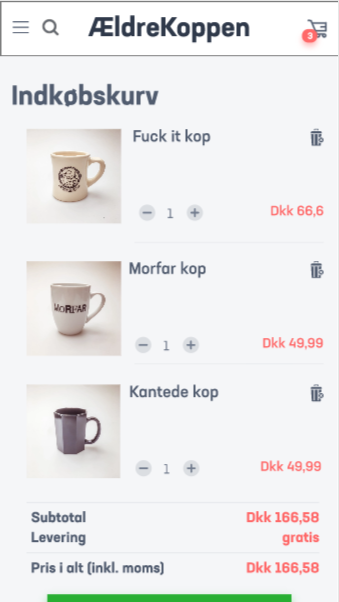 ÆldreKoppen
3
Indkøbskurv
Fuck it kop
1
Dkk 66,6
Morfar kop
MORFAR
1
Dkk 49,99
Kantede kop
1
Dkk 49,99
Subtotal
Dkk 166,58
Levering
gratis
Pris i alt (inkl. moms)
Dkk 166,58